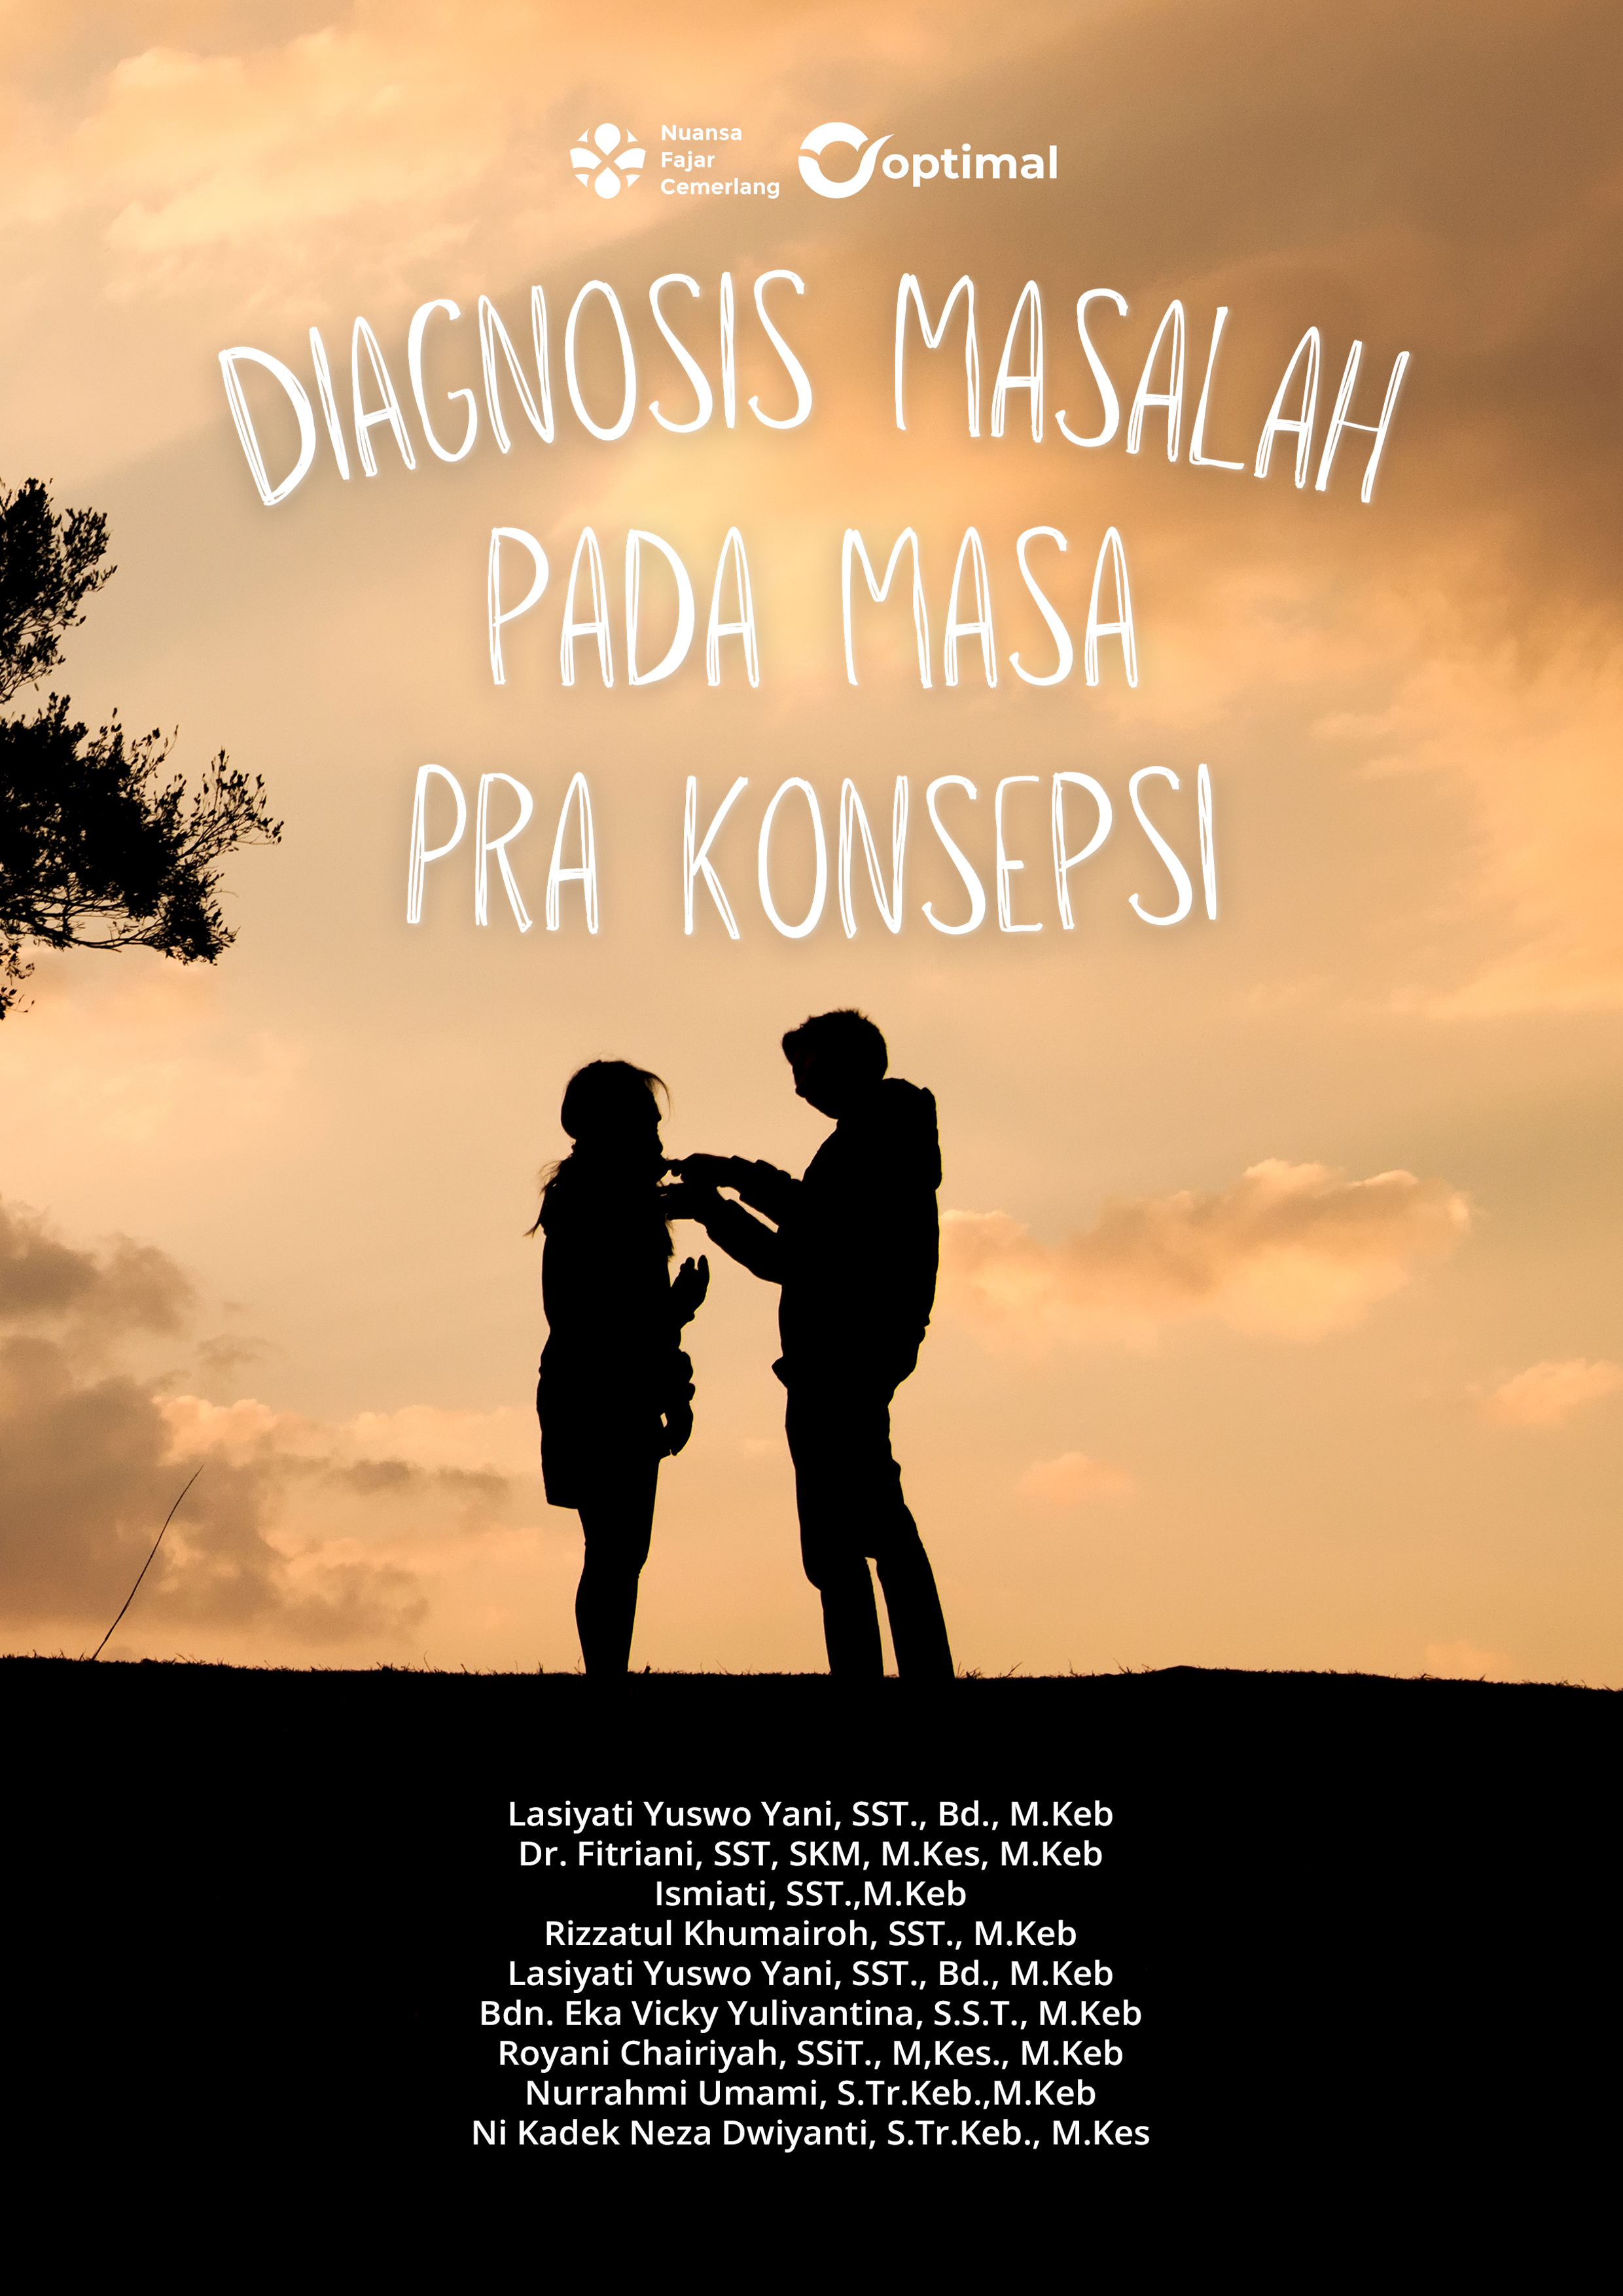 Nuansa
Fajar
Cemerlang
optimal
DIAGNOSIS MASALAH
PADA MASA
PRA KONSEPSI
Lasiyati Yuswo Yani, SST., Bd., M.Keb
Dr. Fitriani, SST, SKM, M.Kes, M.Keb
Ismiati, SST.,M.Keb
Rizzatul Khumairoh, SST., M.Keb
Lasiyati Yuswo Yani, SST., Bd., M.Keb
Bdn. Eka Vicky Yulivantina, S.S.T., M.Keb
Royani Chairiyah, SSiT., M,Kes., M.Keb
Nurrahmi Umami, S.Tr.Keb.,M.Keb
Ni Kadek Neza Dwiyanti, S.Tr.Keb., M.Kes